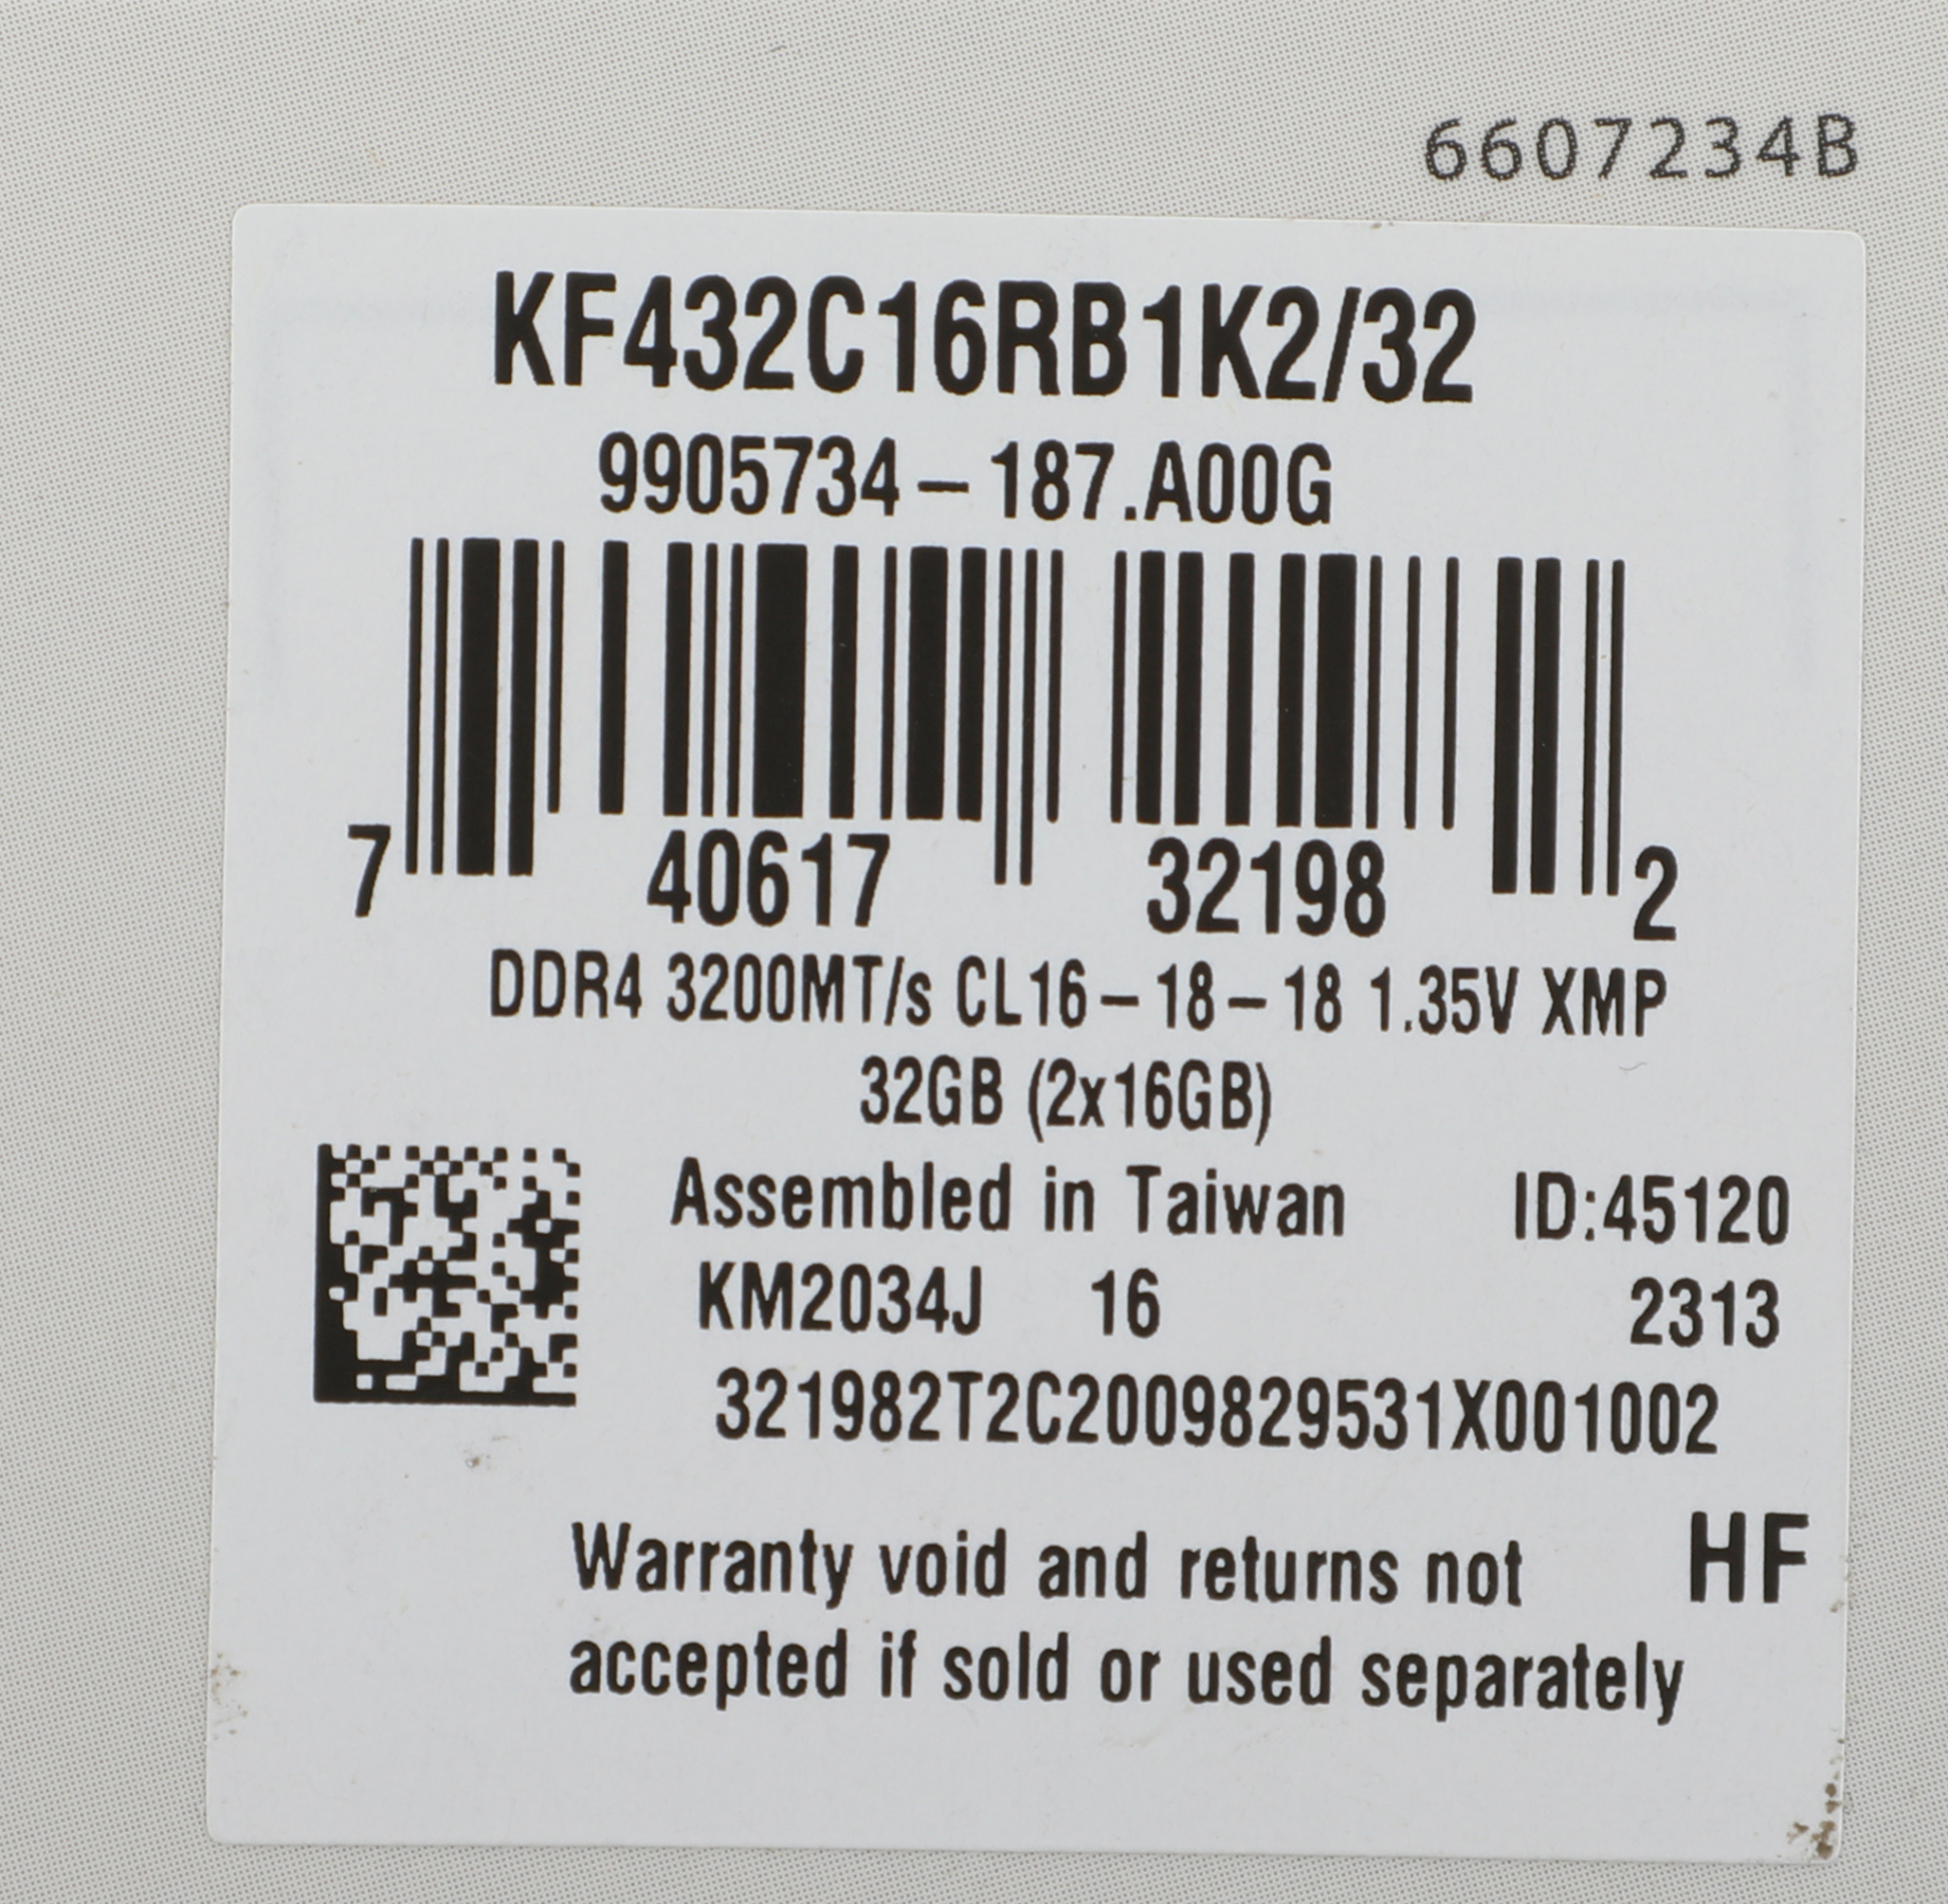 6607234B
KF432C16RB1K2/32
9905734-187.A00G
7 40617 32198 2
DDR4 3200MT/s CL16-18-18 1.35V XMP
32GB (2x16GB)
Assembled in Taiwan ID:45120
KM2034J 16 2313
321982T2C2009829531X001002
Warranty void and returns not HF
accepted if sold or used separately